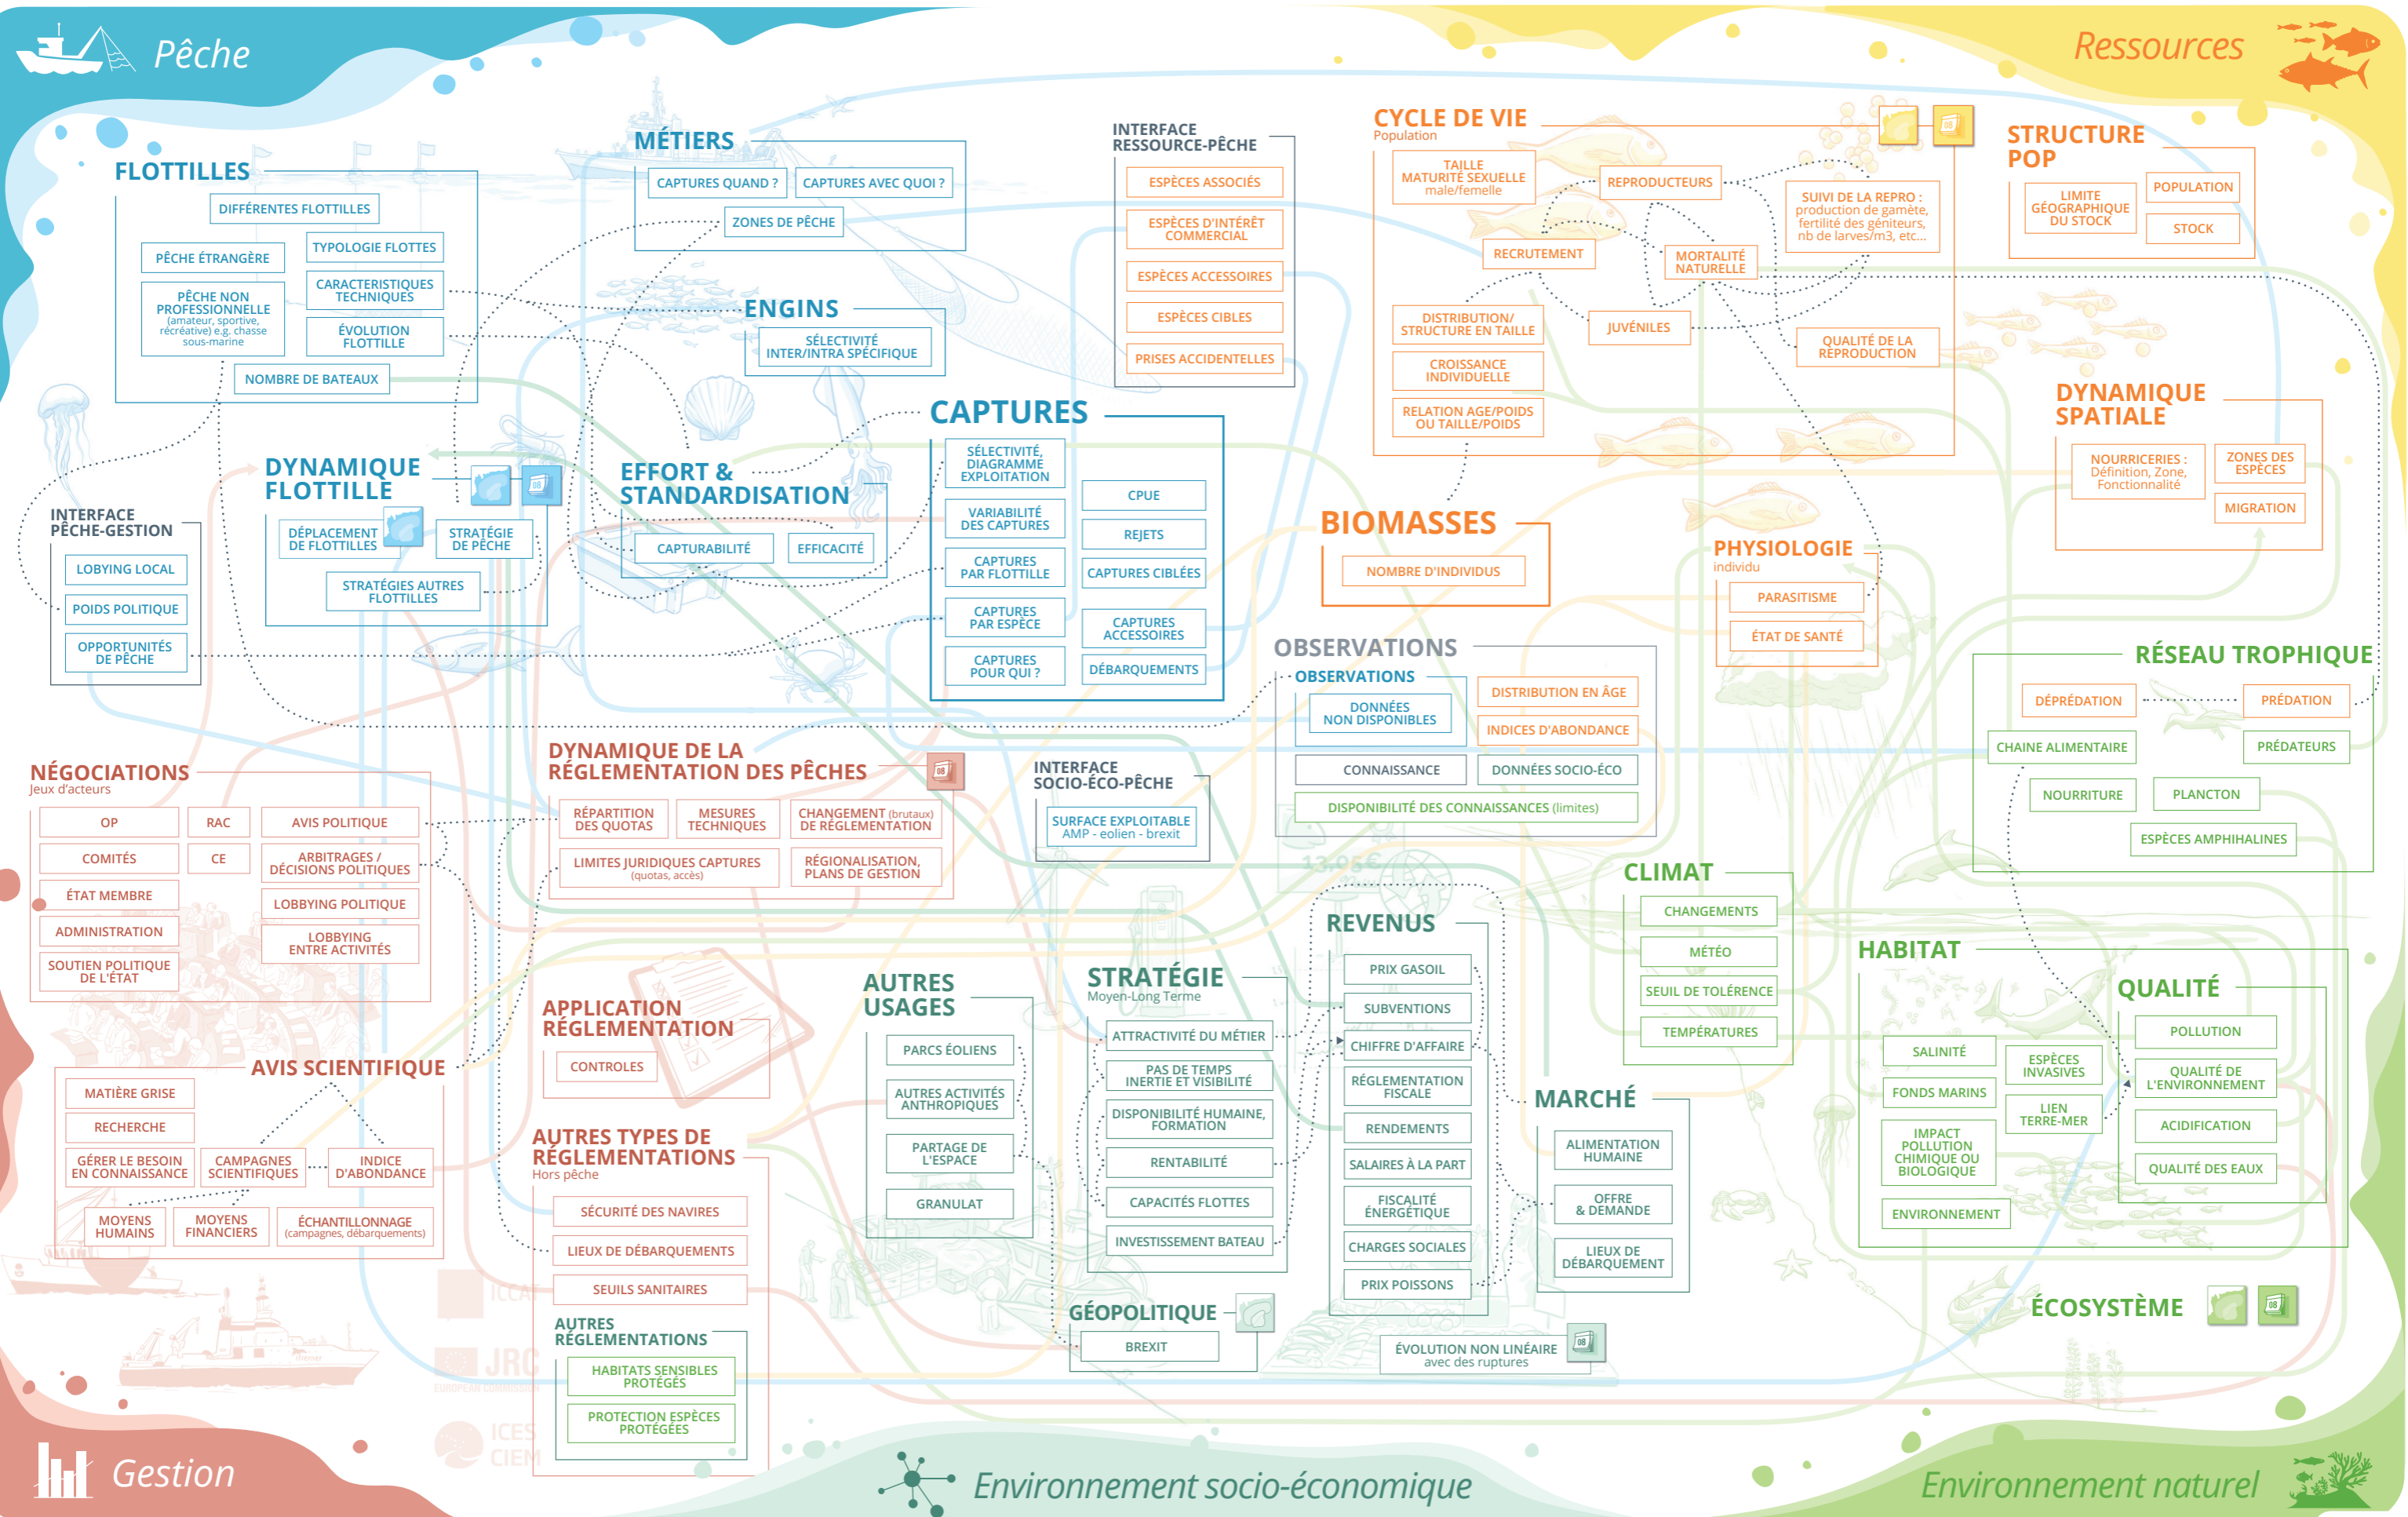 Pêche
Ressources
FLOTTILLES
DIFFÉRENTES FLOTTILLES
PÊCHE ÉTRANGÈRE
TYPOLOGIE FLOTTES
PÊCHE NON
PROFESSIONNELLE
(amateur, sportive,
récréative) e.g. chasse
sous-marine
CARACTERISTIQUES
TECHNIQUES
ÉVOLUTION
FLOTTILLE
NOMBRE DE BATEAUX
MÉTIERS
CAPTURES QUAND ?
CAPTURES AVEC QUOI ?
ZONES DE PÊCHE
ENGINS
SÉLECTIVITÉ
INTER/INTRA SPÉCIFIQUE
INTERFACE
RESSOURCE-PÊCHE
ESPÈCES ASSOCIÉS
ESPÈCES D'INTÉRÊT
COMMERCIAL
ESPÈCES ACCESSOIRES
ESPÈCES CIBLES
PRISES ACCIDENTELLES
CYCLE DE VIE
Population
08
TAILLE
MATURITÉ SEXUELLE
male/femelle
REPRODUCTEURS
SUIVI DE LA REPRO :
production de gamète,
fertilité des géniteurs,
nb de larves/m3, etc...
RECRUTEMENT
MORTALITÉ
NATURELLE
DISTRIBUTION/
STRUCTURE EN TAILLE
JUVÉNILES
QUALITÉ DE LA
REPRODUCTION
CROISSANCE
INDIVIDUELLE
RELATION AGE/POIDS
OU TAILLE/POIDS
STRUCTURE
POP
LIMITE
GÉOGRAPHIQUE
DU STOCK
POPULATION
STOCK
DYNAMIQUE
SPATIALE
NOURRICERIES :
Définition, Zone,
Fonctionnalité
ZONES DES
ESPÈCES
MIGRATION
INTERFACE
PÊCHE-GESTION
LOBYING LOCAL
POIDS POLITIQUE
OPPORTUNITÉS
DE PÊCHE
DYNAMIQUE
FLOTTILLE
08
DÉPLACEMENT
DE FLOTTILLES
STRATÉGIE
DE PÊCHE
STRATÉGIES AUTRES
FLOTTILLES
EFFORT &
STANDARDISATION
CAPTURABILITÉ
EFFICACITÉ
CAPTURES
SÉLECTIVITÉ,
DIAGRAMME
EXPLOITATION
VARIABILITÉ
DES CAPTURES
CAPTURES
PAR FLOTTILLE
CAPTURES
PAR ESPÈCE
CAPTURES
POUR QUI ?
CPUE
REJETS
CAPTURES CIBLÉES
CAPTURES
ACCESSOIRES
DÉBARQUEMENTS
BIOMASSES
NOMBRE D'INDIVIDUS
PHYSIOLOGIE
individu
PARASITISME
ÉTAT DE SANTÉ
OBSERVATIONS
OBSERVATIONS
DONNÉES
NON DISPONIBLES
DISTRIBUTION EN ÂGE
INDICES D'ABONDANCE
CONNAISSANCE
DONNÉES SOCIO-ÉCO
DISPONIBILITÉ DES CONNAISSANCES (limites)
13,95€
RÉSEAU TROPHIQUE
DÉPRÉDATION
PRÉDATION
CHAINE ALIMENTAIRE
PRÉDATEURS
NOURRITURE
PLANCTON
ESPÈCES AMPHIHALINES
NÉGOCIATIONS
Jeux d'acteurs
OP
RAC
AVIS POLITIQUE
COMITÉS
CE
ARBITRAGES /
DÉCISIONS POLITIQUES
ÉTAT MEMBRE
LOBBYING POLITIQUE
ADMINISTRATION
LOBBYING
ENTRE ACTIVITÉS
SOUTIEN POLITIQUE
DE L'ÉTAT
DYNAMIQUE DE LA
RÉGLEMENTATION DES PÊCHES
08
RÉPARTITION
DES QUOTAS
MESURES
TECHNIQUES
CHANGEMENT (brutaux)
DE RÉGLEMENTATION
LIMITES JURIDIQUES CAPTURES
(quotas, accès)
RÉGIONALISATION,
PLANS DE GESTION
INTERFACE
SOCIO-ÉCO-PÊCHE
SURFACE EXPLOITABLE
AMP - eolien - brexit
AVIS SCIENTIFIQUE
MATIÈRE GRISE
RECHERCHE
GÉRER LE BESOIN
EN CONNAISSANCE
CAMPAGNES
SCIENTIFIQUES
INDICE
D'ABONDANCE
MOYENS
HUMAINS
MOYENS
FINANCIERS
ÉCHANTILLONNAGE
(campagnes, débarquements)
APPLICATION
RÉGLEMENTATION
CONTROLES
AUTRES TYPES DE
RÉGLEMENTATIONS
Hors pêche
SÉCURITÉ DES NAVIRES
LIEUX DE DÉBARQUEMENTS
SEUILS SANITAIRES
AUTRES
RÉGLEMENTATIONS
HABITATS SENSIBLES
PROTÉGÉS
PROTECTION ESPÈCES
PROTÉGÉES
ICCAT
JRC
EUROPEAN COMMISSION
ICES
CIEM
AUTRES
USAGES
PARCS ÉOLIENS
AUTRES ACTIVITÉS
ANTHROPIQUES
PARTAGE DE
L'ESPACE
GRANULAT
STRATÉGIE
Moyen-Long Terme
ATTRACTIVITÉ DU MÉTIER
PAS DE TEMPS
INERTIE ET VISIBILITÉ
DISPONIBILITÉ HUMAINE,
FORMATION
RENTABILITÉ
CAPACITÉS FLOTTES
INVESTISSEMENT BATEAU
GÉOPOLITIQUE
BREXIT
REVENUS
PRIX GASOIL
SUBVENTIONS
CHIFFRE D'AFFAIRE
RÉGLEMENTATION
FISCALE
RENDEMENTS
SALAIRES À LA PART
FISCALITÉ
ÉNERGÉTIQUE
CHARGES SOCIALES
PRIX POISSONS
ÉVOLUTION NON LINÉAIRE
avec des ruptures
08
MARCHÉ
ALIMENTATION
HUMAINE
OFFRE
& DEMANDE
LIEUX DE
DÉBARQUEMENT
CLIMAT
CHANGEMENTS
MÉTÉO
SEUIL DE TOLÉRENCE
TEMPÉRATURES
HABITAT
SALINITÉ
FONDS MARINS
IMPACT
POLLUTION
CHIMIQUE OU
BIOLOGIQUE
ENVIRONNEMENT
ESPÈCES
INVASIVES
LIEN
TERRE-MER
QUALITÉ
POLLUTION
QUALITÉ DE
L'ENVIRONNEMENT
ACIDIFICATION
QUALITÉ DES EAUX
ÉCOSYSTÈME
08
Gestion
Environnement socio-économique
Environnement naturel